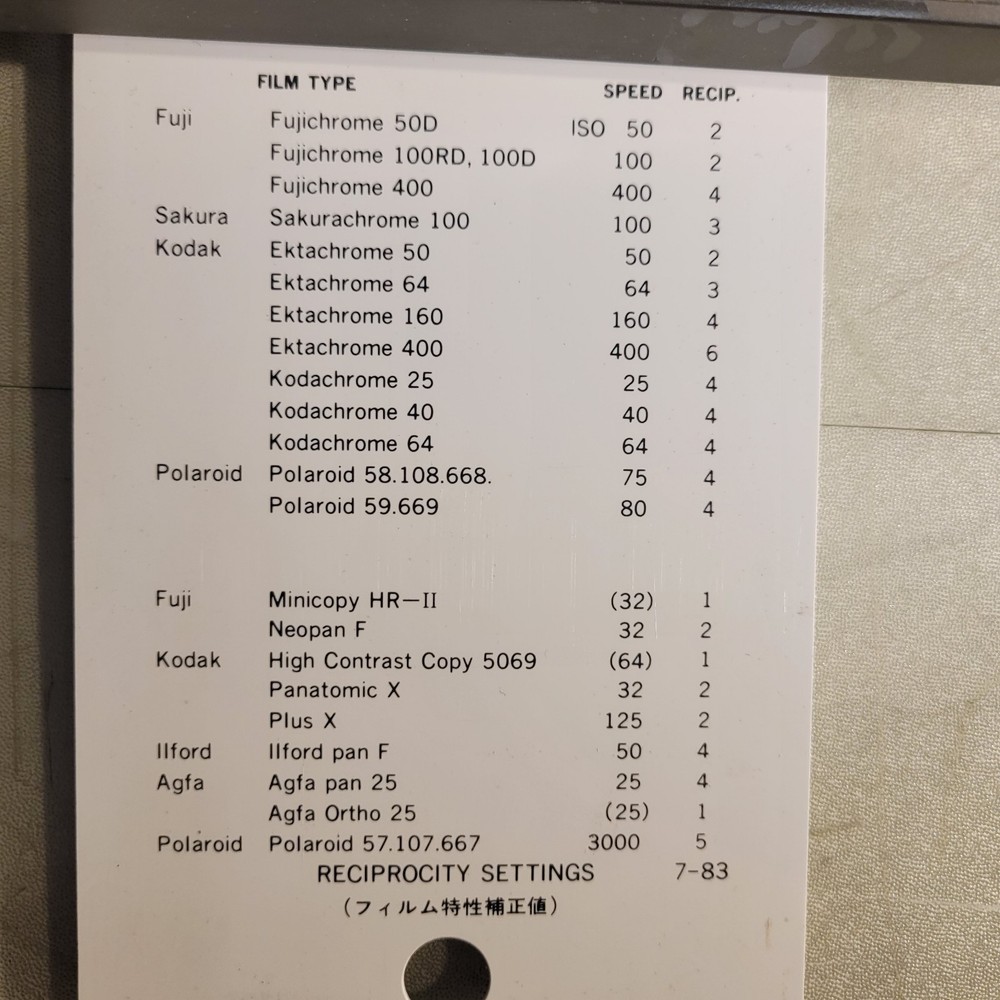 FILM TYPE SPEED RECIP.
Fuji Fujichrome 50D ISO 50 2
Fujichrome 100RD, 100D 100 2
Fujichrome 400 400 4
Sakura Sakurachrome 100 100 3
Kodak Ektachrome 50 50 2
Ektachrome 64 64 3
Ektachrome 160 160 4
Ektachrome 400 400 6
Kodachrome 25 25 4
Kodachrome 40 40 4
Kodachrome 64 64 4
Polaroid Polaroid 58.108.668. 75 4
Polaroid 59.669 80 4
Fuji Minicopy HR-II (32) 1
Neopan F 32 2
Kodak High Contrast Copy 5069 (64) 1
Panatomic X 32 2
Plus X 125 2
Ilford Ilford pan F 50 4
Agfa Agfa pan 25 25 4
Agfa Ortho 25 (25) 1
Polaroid Polaroid 57.107.667 3000 5
RECIPROCITY SETTINGS 7-83
(フィルム特性補正値)